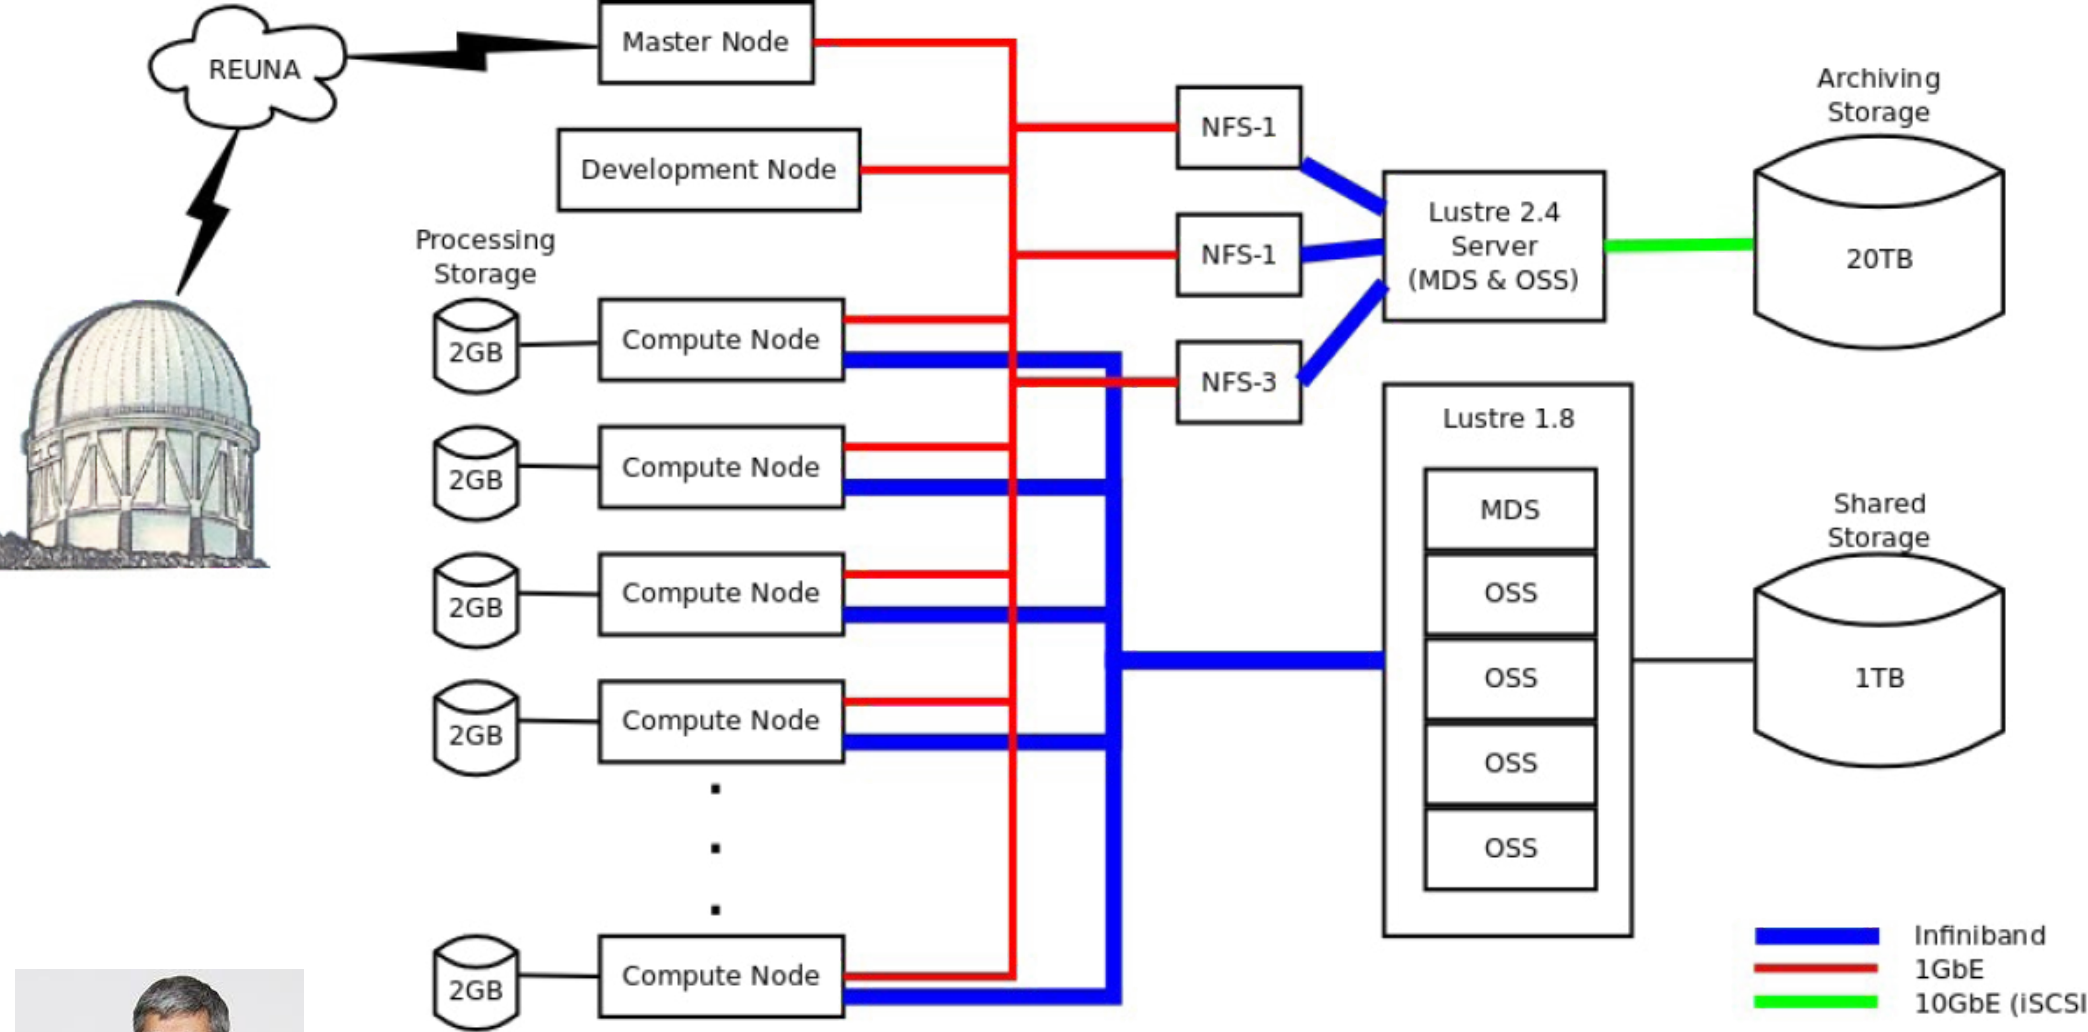 REUNA
Master Node
Development Node
Processing
Storage
2GB
Compute Node
2GB
Compute Node
2GB
Compute Node
2GB
Compute Node
2GB
Compute Node
NFS-1
NFS-1
NFS-3
Lustre 2.4
Server
(MDS & OSS)
Archiving
Storage
20TB
Lustre 1.8
MDS
OSS
OSS
OSS
OSS
Shared
Storage
1TB
Infiniband
1GbE
10GbE (iSCSI